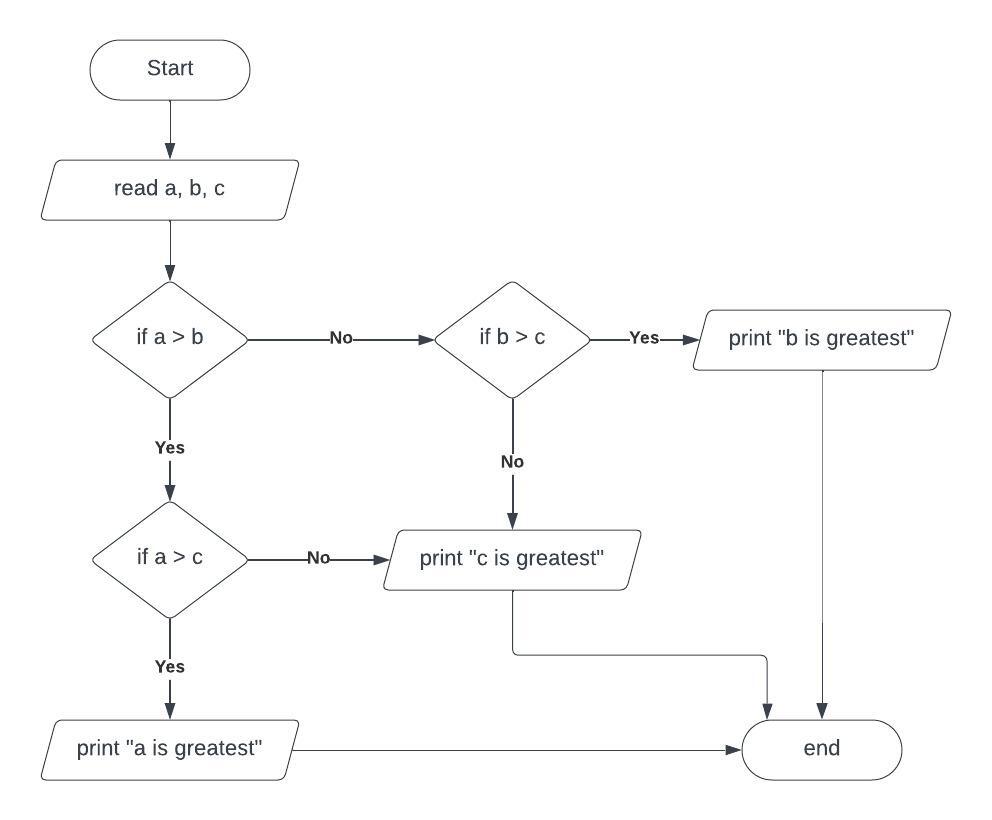 Start
read a, b, c
if a > b
No
if b > c
Yes
print "b is greatest"
Yes
No
if a > c
No
print "c is greatest"
Yes
print "a is greatest"
end